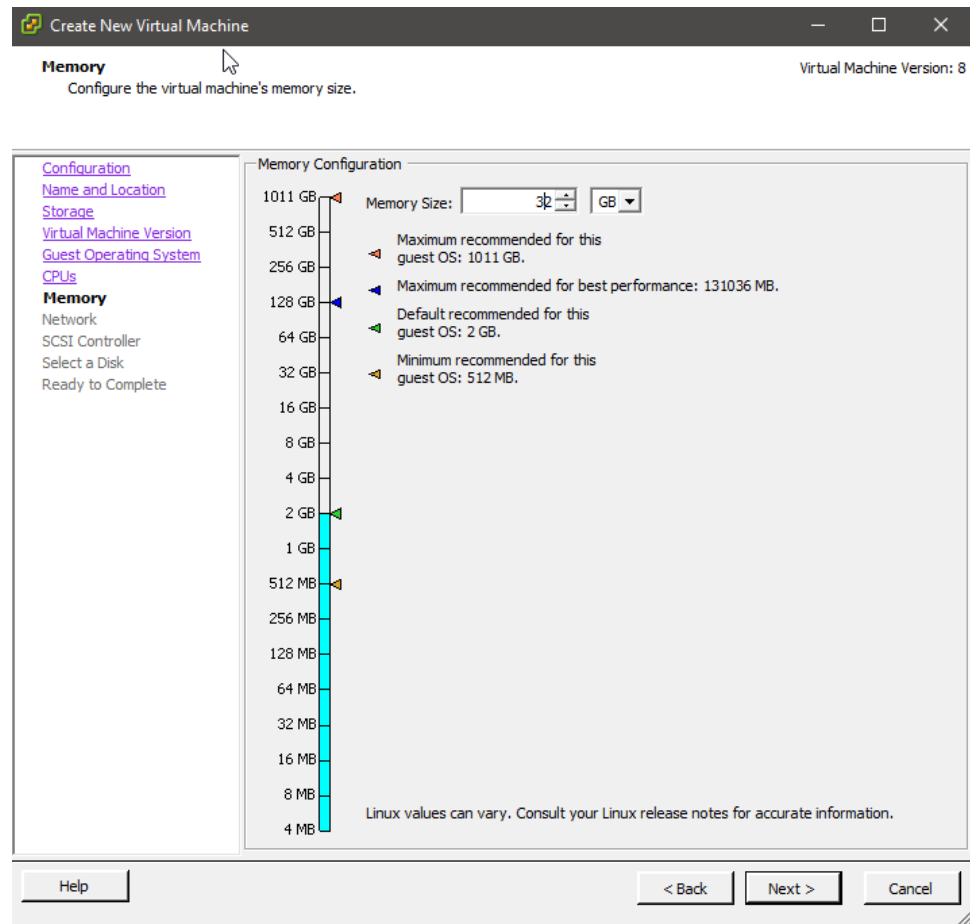 Create New Virtual Machine
Memory
Configure the virtual machine's memory size.
Virtual Machine Version: 8
Configuration
Name and Location
Storage
Virtual Machine Version
Guest Operating System
CPUs
Memory
Network
SCSI Controller
Select a Disk
Ready to Complete
Memory Configuration
1011 GB
512 GB
256 GB
128 GB
64 GB
32 GB
16 GB
8 GB
4 GB
2 GB
1 GB
512 MB
256 MB
128 MB
64 MB
32 MB
16 MB
8 MB
4 MB
Memory Size: 32 GB
Maximum recommended for this
guest OS: 1011 GB.
Maximum recommended for best performance: 131036 MB.
Default recommended for this
guest OS: 2 GB.
Minimum recommended for this
guest OS: 512 MB.
Linux values can vary. Consult your Linux release notes for accurate information.
Help
< Back
Next >
Cancel